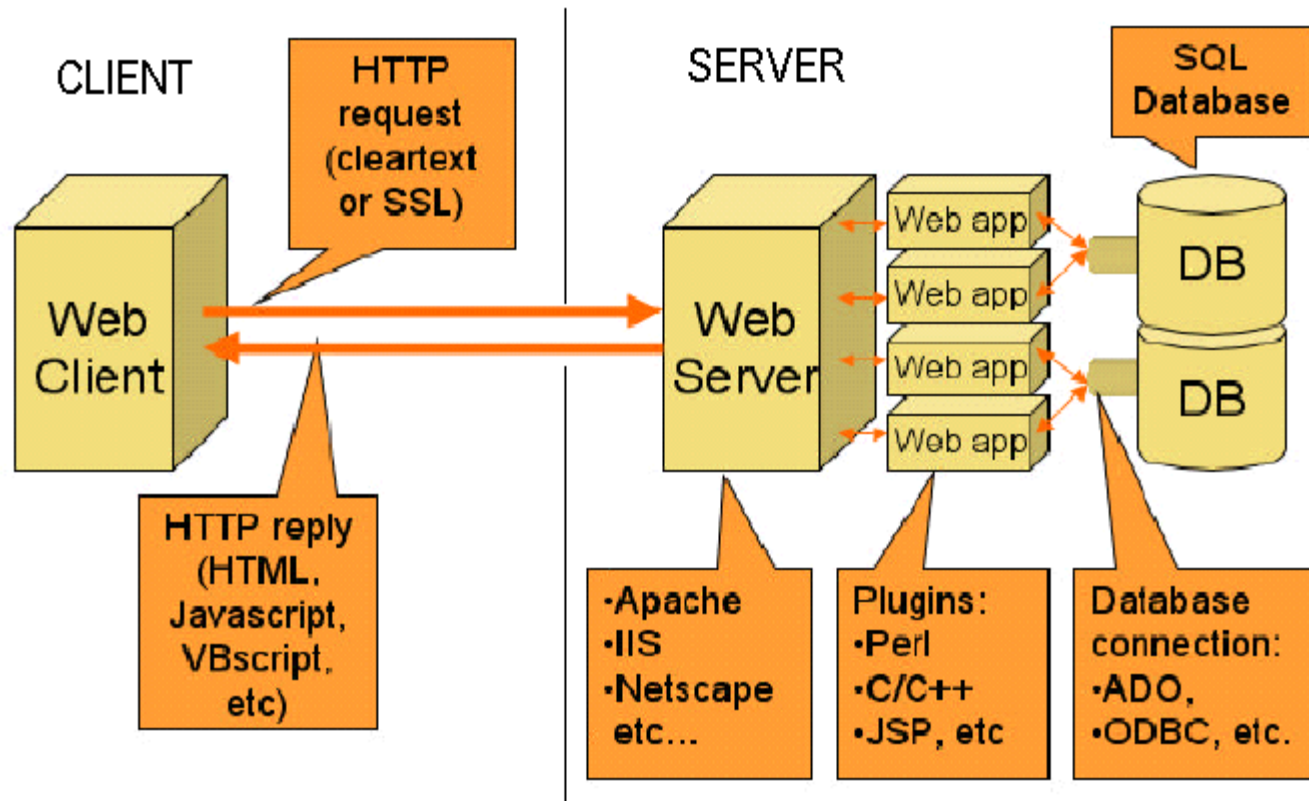 CLIENT
HTTP
request
(cleartext
or SSL)
SERVER
SQL
Database
Web
Client
Web
Server
Web app
Web app
Web app
Web app
DB
DB
HTTP reply
(HTML,
Javascript,
VBscript,
etc)
•Apache
•IIS
•Netscape
etc...
Plugins:
•Perl
•C/C++
•JSP, etc
Database
connection:
•ADO,
•ODBC, etc.